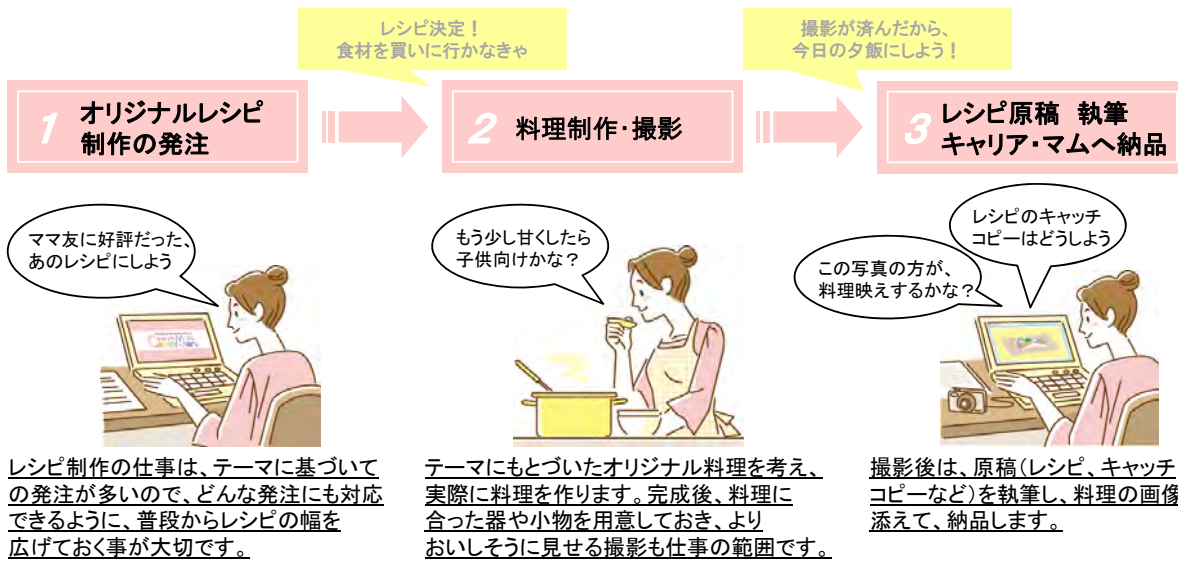 レシピ決定！
食材を買いに行かなきゃ
撮影が済んだから、
今日の夕飯にしよう！
1 オリジナルレシピ
制作の発注
2 料理制作・撮影
3 レシピ原稿 執筆
キャリア・マムへ納品
ママ友に好評だった、
あのレシピにしよう
もう少し甘くしたら
子供向けかな？
レシピのキャッチ
コピーはどうしよう
この写真の方が、
料理映えするかな？
レシピ制作の仕事は、テーマに基づいて
の発注が多いので、どんな発注にも対応
できるように、普段からレシピの幅を
広げておく事が大切です。
テーマにもとづいたオリジナル料理を考え、
実際に料理を作ります。完成後、料理に
合った器や小物を用意しておき、より
おいしそうに見せる撮影も仕事の範囲です。
撮影後は、原稿（レシピ、キャッチ
コピーなど）を執筆し、料理の画像
添えて、納品します。